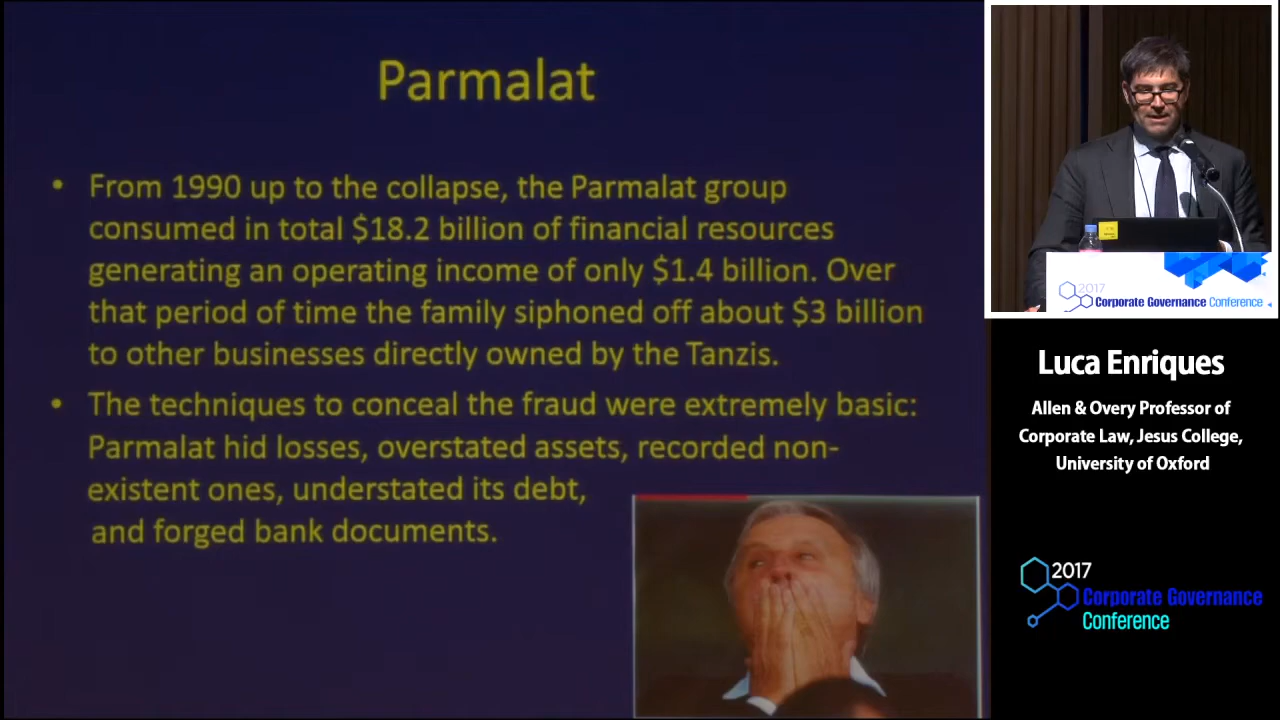 Parmalat
• From 1990 up to the collapse, the Parmalat group
consumed in total $18.2 billion of financial resources
generating an operating income of only $1.4 billion. Over
that period of time the family siphoned off about $3 billion
to other businesses directly owned by the Tanzis.
• The techniques to conceal the fraud were extremely basic:
Parmalat hid losses, overstated assets, recorded non-
existent ones, understated its debt,
and forged bank documents.
2017
Corporate Governance Conference
Luca Enriques
Allen & Overy Professor of
Corporate Law, Jesus College,
University of Oxford
2017
Corporate Governance
Conference